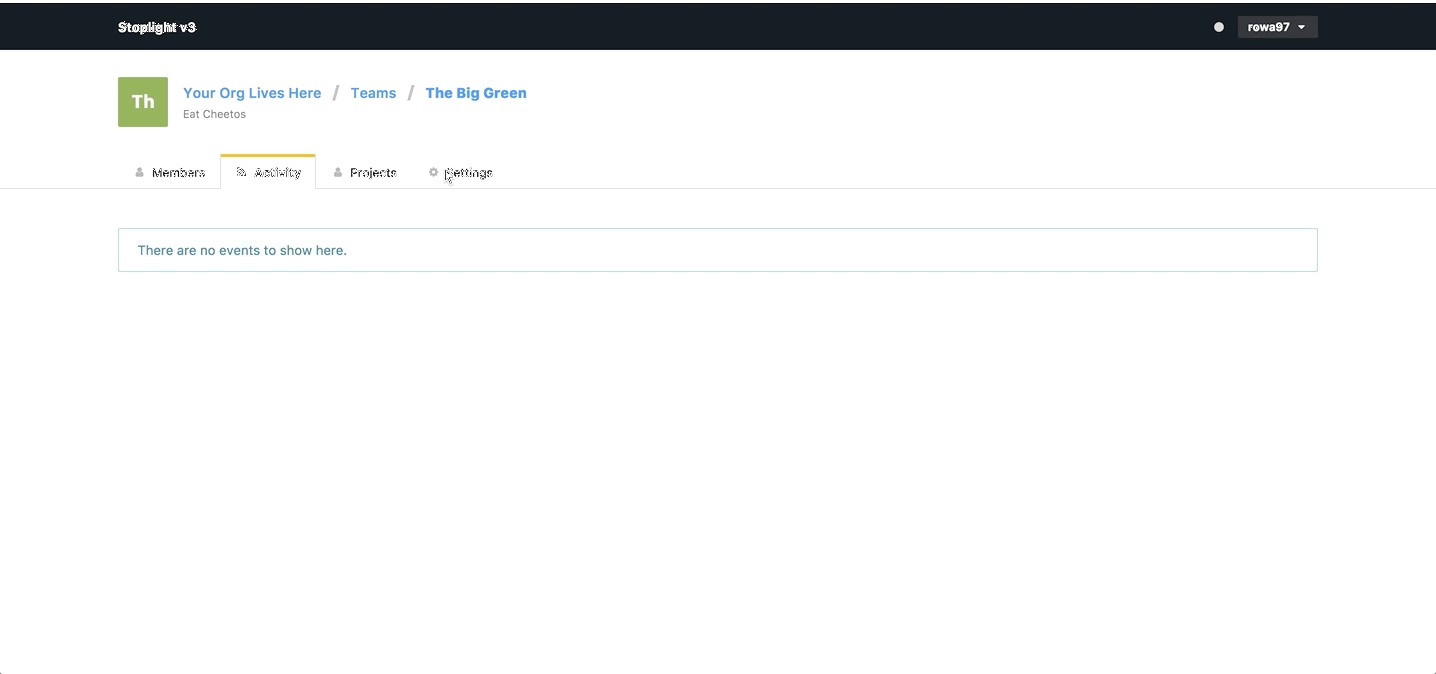 Stoplight v3
rowa97
Th
Your Org Lives Here / Teams / The Big Green
Eat Cheetos
Members Activity Projects Settings
There are no events to show here.